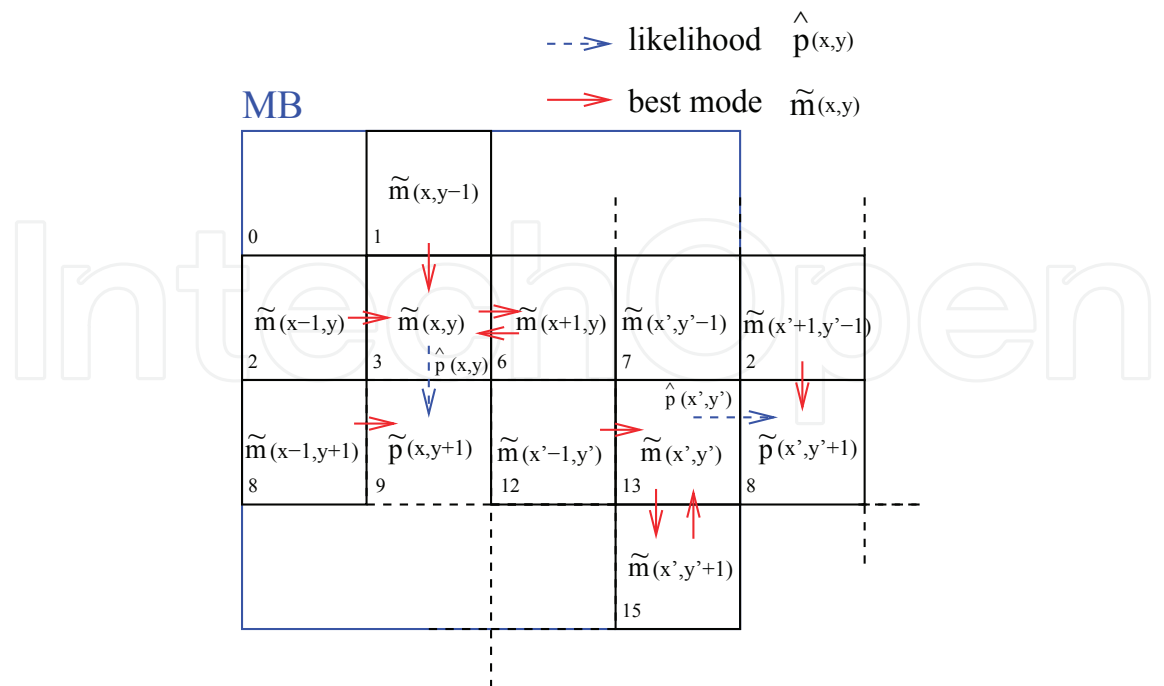 likelihood p̂(x,y)
best mode m̃(x,y)
MB
m̃(x,y−1)
0 1
m̃(x−1,y) m̃(x,y) m̃(x+1,y) m̃(x',y'−1) m̃(x'+1,y'−1)
2 3 p̂(x,y) 6 7 2
p̂(x',y')
m̃(x−1,y+1) p̃(x,y+1) m̃(x'−1,y') m̃(x',y') p̃(x',y'+1)
8 9 12 13 8
m̃(x',y'+1)
15
IntechOpen